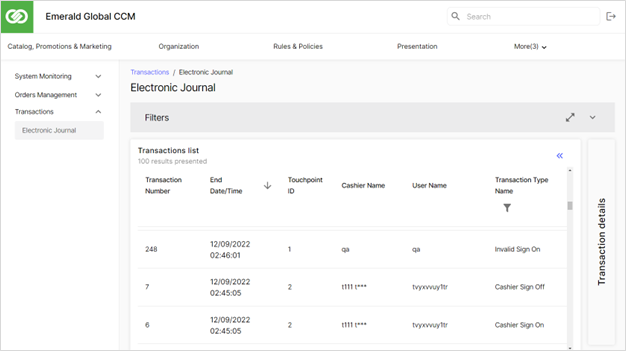 Emerald Global CCM
Search
Catalog, Promotions & Marketing
Organization
Rules & Policies
Presentation
More(3)
System Monitoring
Orders Management
Transactions
Electronic Journal
Transactions / Electronic Journal
Electronic Journal
Filters
Transactions list
100 results presented
Transaction Number
End Date/Time
Touchpoint ID
Cashier Name
User Name
Transaction Type Name
248
12/09/2022 02:46:01
1
qa
qa
Invalid Sign On
7
12/09/2022 02:45:05
2
t111 t***
tvyxvvuy1tr
Cashier Sign Off
6
12/09/2022 02:45:05
2
t111 t***
tvyxvvuy1tr
Cashier Sign On
Transaction details